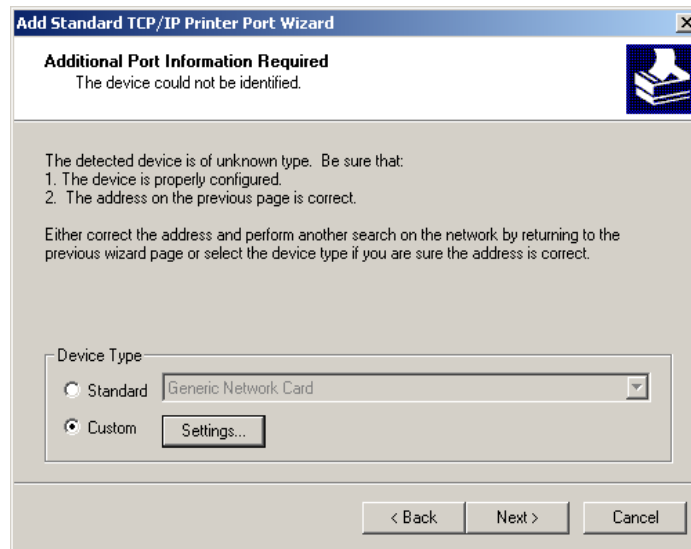 Add Standard TCP/IP Printer Port Wizard
Additional Port Information Required
The device could not be identified.
The detected device is of unknown type. Be sure that:
1. The device is properly configured.
2. The address on the previous page is correct.
Either correct the address and perform another search on the network by returning to the
previous wizard page or select the device type if you are sure the address is correct.
Device Type
Standard Generic Network Card
Custom Settings...
< Back Next > Cancel